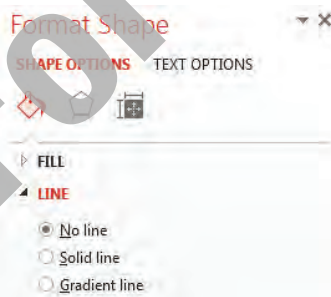 Format Shape
SHAPE OPTIONS TEXT OPTIONS
FILL
LINE
No line
Solid line
Gradient line